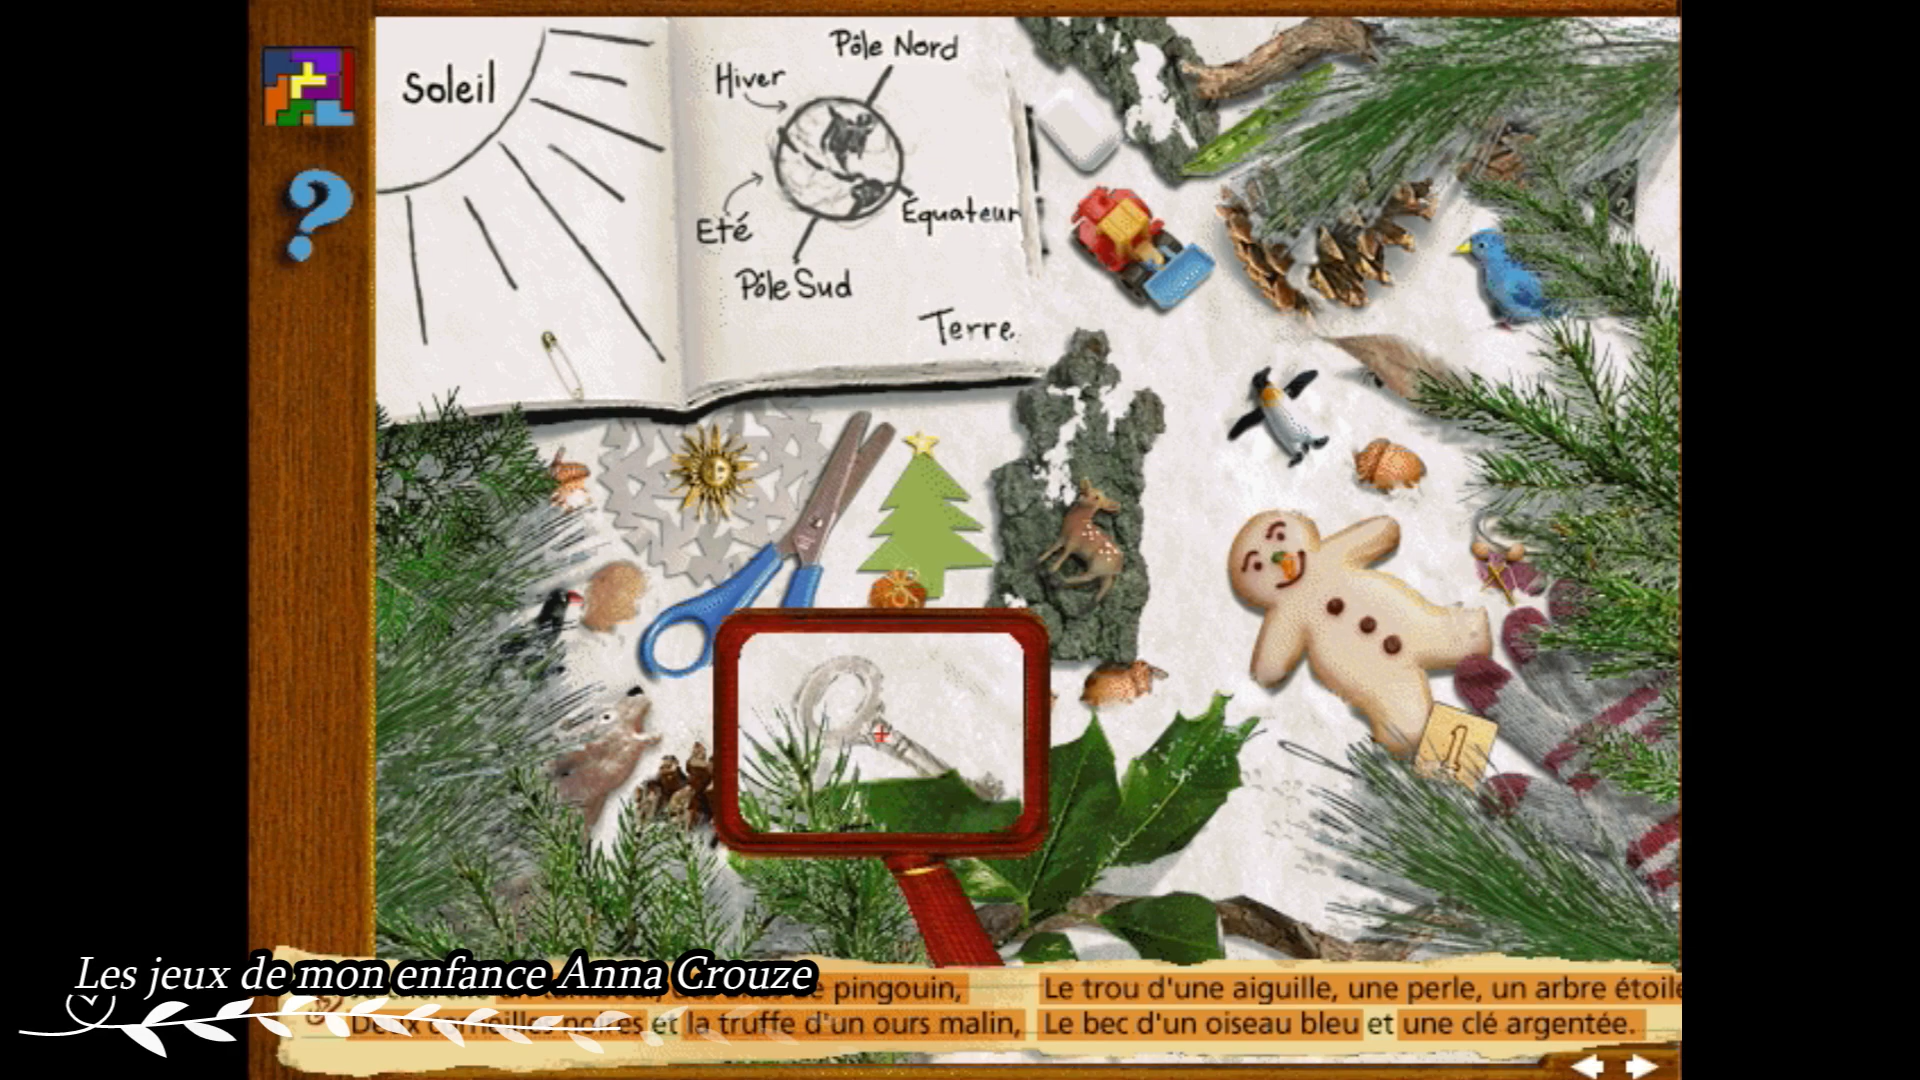 Soleil
Pôle Nord
Hiver
Equateur
Eté
Pôle Sud
Terre
1
Les jeux de mon enfance Anna Crouze
pingouin,
et la truffe d'un ours malin,
Le trou d'une aiguille, une perle, un arbre étoilé
Le bec d'un oiseau bleu et une clé argentée.